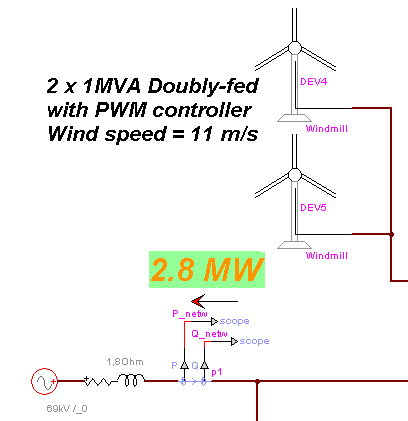 DEV4
2 x 1MVA Doubly-fed
with PWM controller
Wind speed = 11 m/s
Windmill
DEV5
Windmill
2.8 MW
P_netw
scope
Q_netw
scope
1,8Ohm
P
Q
p1
69kV /_0